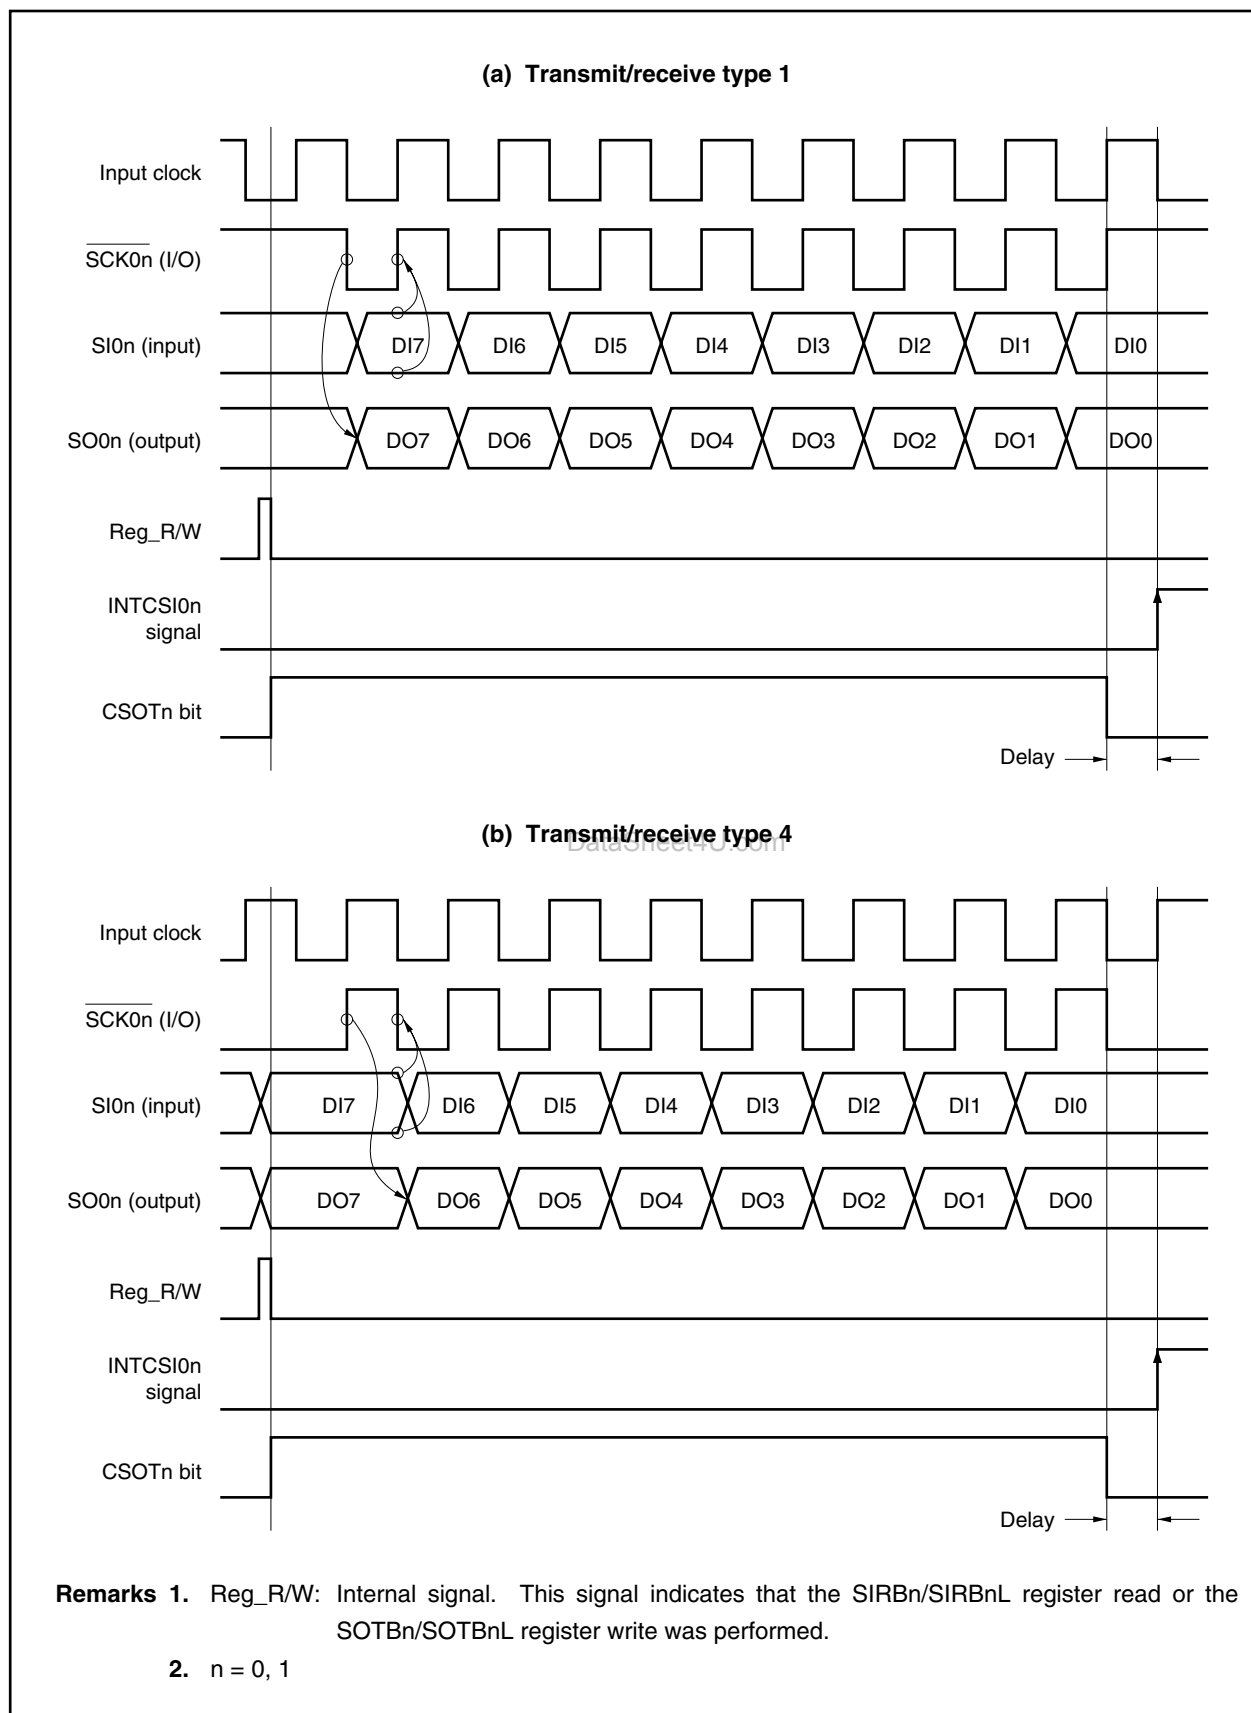 (a) Transmit/receive type 1
Input clock
SCK0n (I/O)
SI0n (input)
DI7 DI6 DI5 DI4 DI3 DI2 DI1 DI0
SO0n (output)
DO7 DO6 DO5 DO4 DO3 DO2 DO1 DO0
Reg_R/W
INTCSI0n
signal
CSOTn bit
Delay
(b) Transmit/receive type 4
DataSheet4U.com
Input clock
SCK0n (I/O)
SI0n (input)
DI7 DI6 DI5 DI4 DI3 DI2 DI1 DI0
SO0n (output)
DO7 DO6 DO5 DO4 DO3 DO2 DO1 DO0
Reg_R/W
INTCSI0n
signal
CSOTn bit
Delay
Remarks 1. Reg_R/W: Internal signal. This signal indicates that the SIRBn/SIRBnL register read or the
SOTBn/SOTBnL register write was performed.
2. n = 0, 1